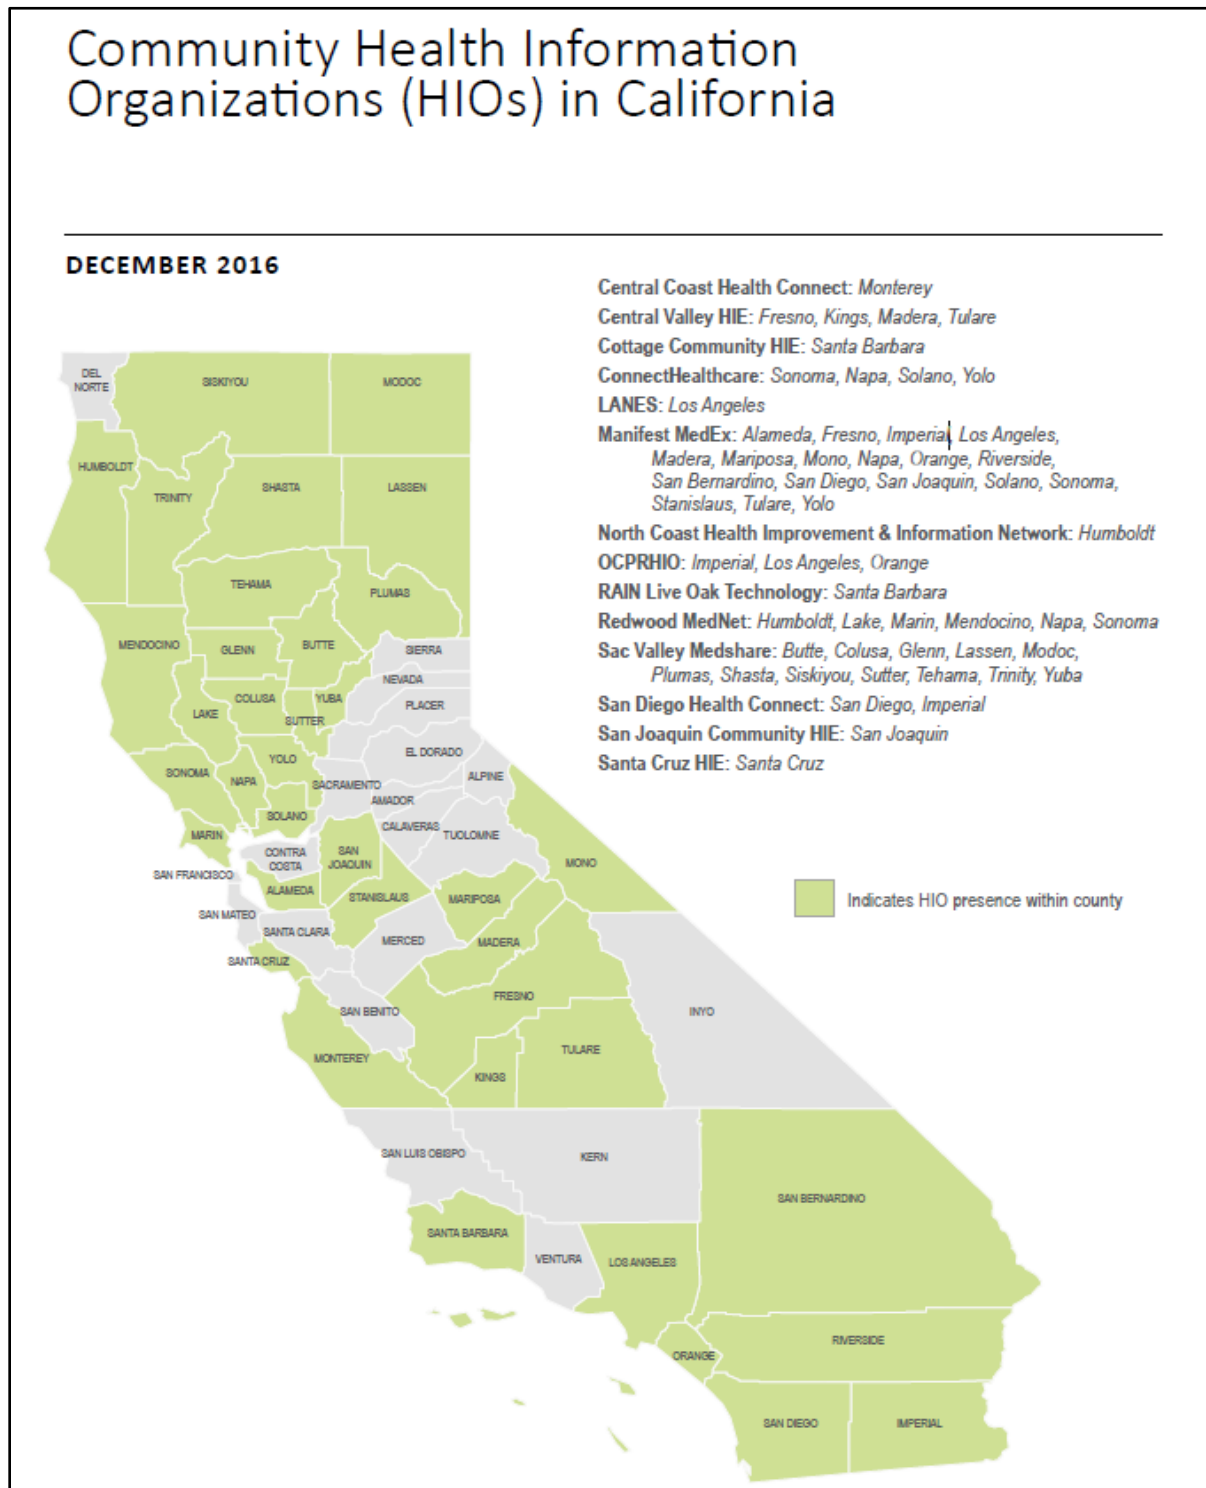 Community Health Information
Organizations (HIOs) in California
DECEMBER 2016
Central Coast Health Connect: Monterey
Central Valley HIE: Fresno, Kings, Madera, Tulare
Cottage Community HIE: Santa Barbara
ConnectHealthcare: Sonoma, Napa, Solano, Yolo
LANES: Los Angeles
Manifest MedEx: Alameda, Fresno, Imperial, Los Angeles,
Madera, Mariposa, Mono, Napa, Orange, Riverside,
San Bernardino, San Diego, San Joaquin, Solano, Sonoma,
Stanislaus, Tulare, Yolo
North Coast Health Improvement & Information Network: Humboldt
OCPRHIO: Imperial, Los Angeles, Orange
RAIN Live Oak Technology: Santa Barbara
Redwood MedNet: Humboldt, Lake, Marin, Mendocino, Napa, Sonoma
Sac Valley Medshare: Butte, Colusa, Glenn, Lassen, Modoc,
Plumas, Shasta, Siskiyou, Sutter, Tehama, Trinity, Yuba
San Diego Health Connect: San Diego, Imperial
San Joaquin Community HIE: San Joaquin
Santa Cruz HIE: Santa Cruz
Indicates HIO presence within county
DEL
NORTE
SISKIYOU
MODOC
HUMBOLDT
TRINITY
SHASTA
LASSEN
TEHAMA
PLUMAS
MENDOCINO
GLENN
BUTTE
SIERRA
NEVADA
LAKE
COLUSA
YUBA
SUTTER
PLACER
EL DORADO
YOLO
SONOMA
NAPA
SACRAMENTO
ALPINE
AMADOR
SOLANO
MARIN
CALAVERAS
TUOLOMNE
CONTRA
COSTA
SAN
JOAQUIN
MONO
SAN FRANCISCO
ALAMEDA
STANISLAUS
MARIPOSA
SAN MATEO
SANTA CLARA
MERCED
MADERA
SANTA CRUZ
FRESNO
SAN BENITO
INYO
MONTEREY
TULARE
KINGS
SAN LUIS OBISPO
KERN
SAN BERNARDINO
SANTA BARBARA
VENTURA
LOS ANGELES
RIVERSIDE
ORANGE
SAN DIEGO
IMPERIAL